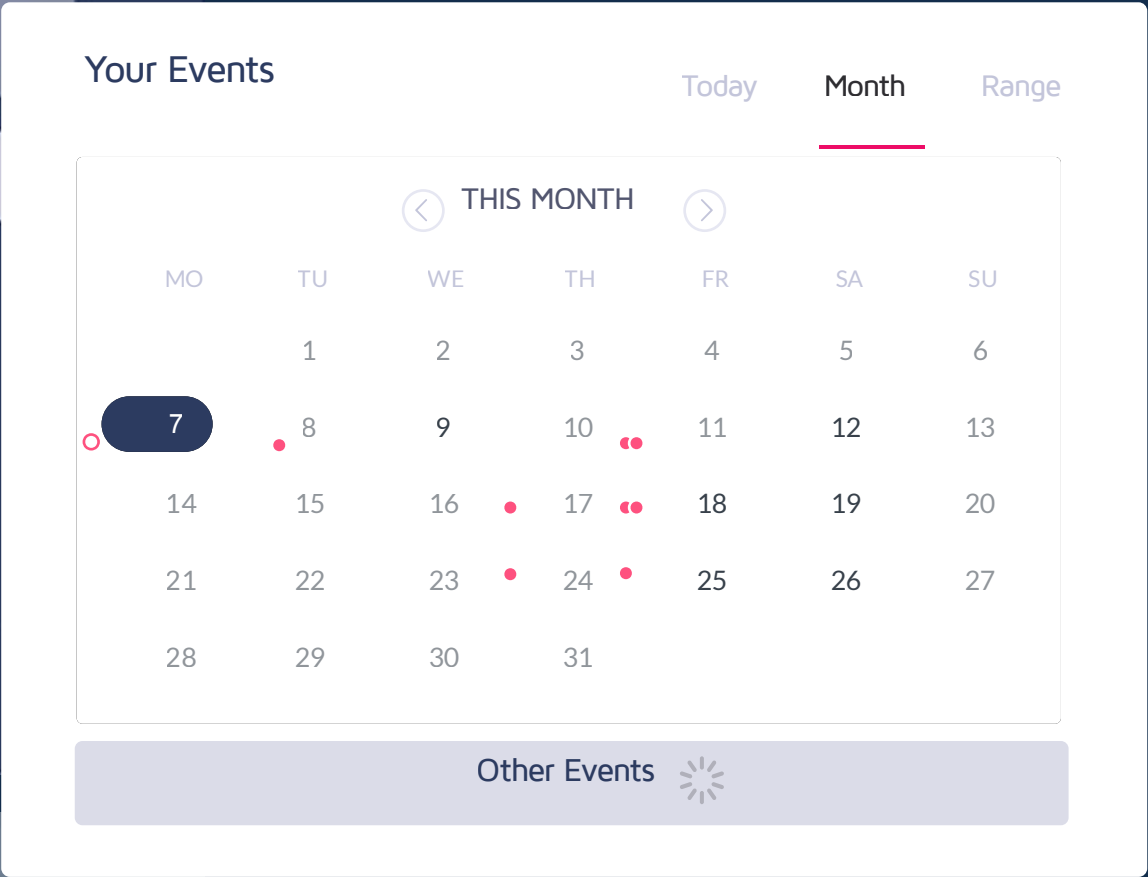 Your Events
Today Month Range
THIS MONTH
MO TU WE TH FR SA SU
1 2 3 4 5 6
7 8 9 10 11 12 13
14 15 16 17 18 19 20
21 22 23 24 25 26 27
28 29 30 31
Other Events